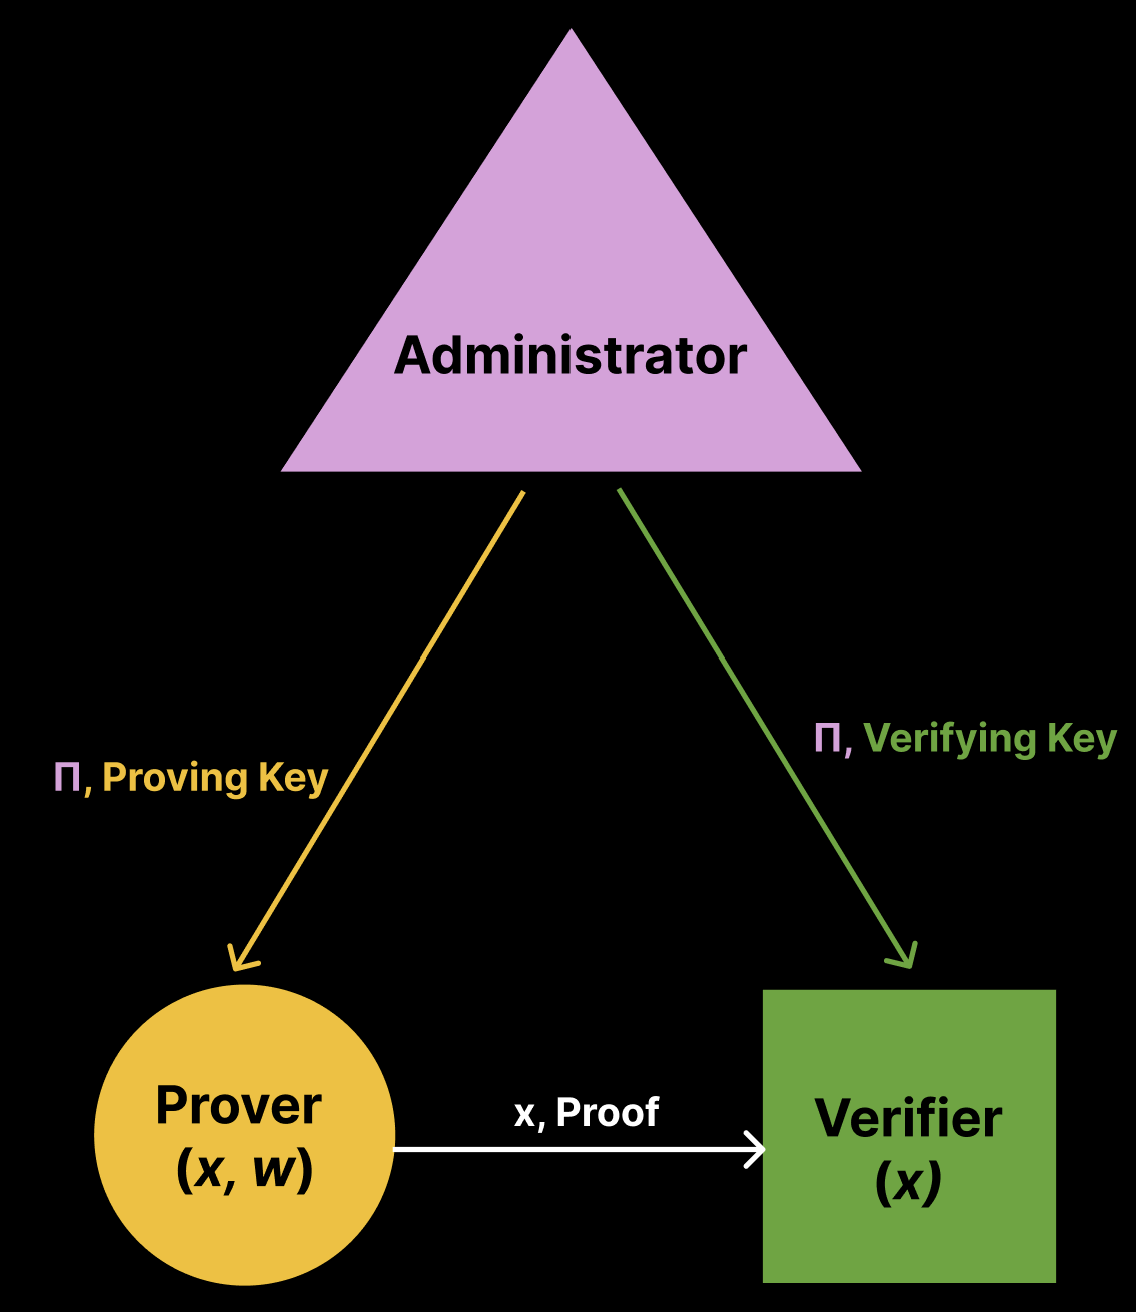 Administrator
Π, Verifying Key
Π, Proving Key
x, Proof
Prover
(x, w)
Verifier
(x)